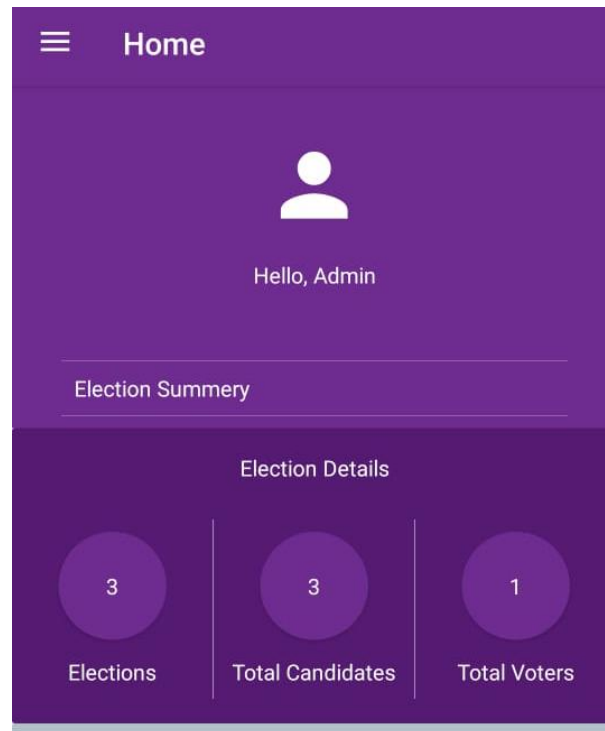 Home
Hello, Admin
Election Summery
Election Details
3 3 1
Elections Total Candidates Total Voters